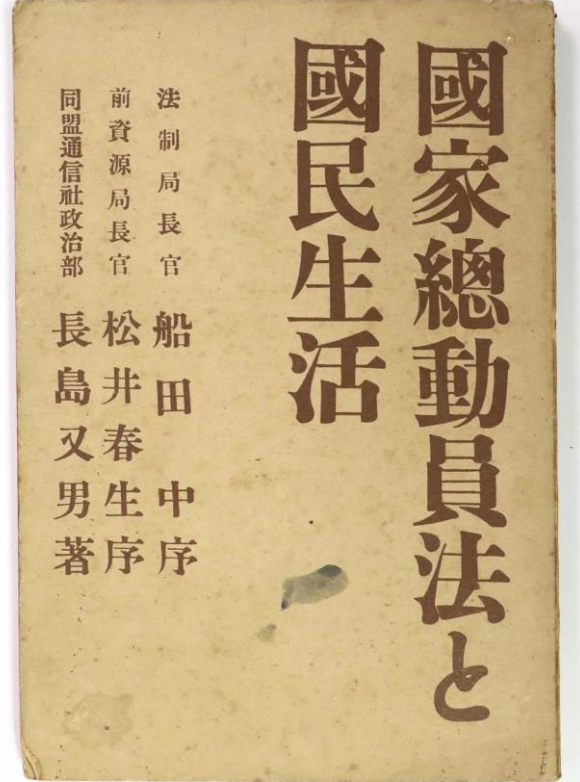 國家總動員法と
國民生活
法制局長官 船田 中序
前資源局長官 松井春生序
同盟通信社政治部 長島又男著